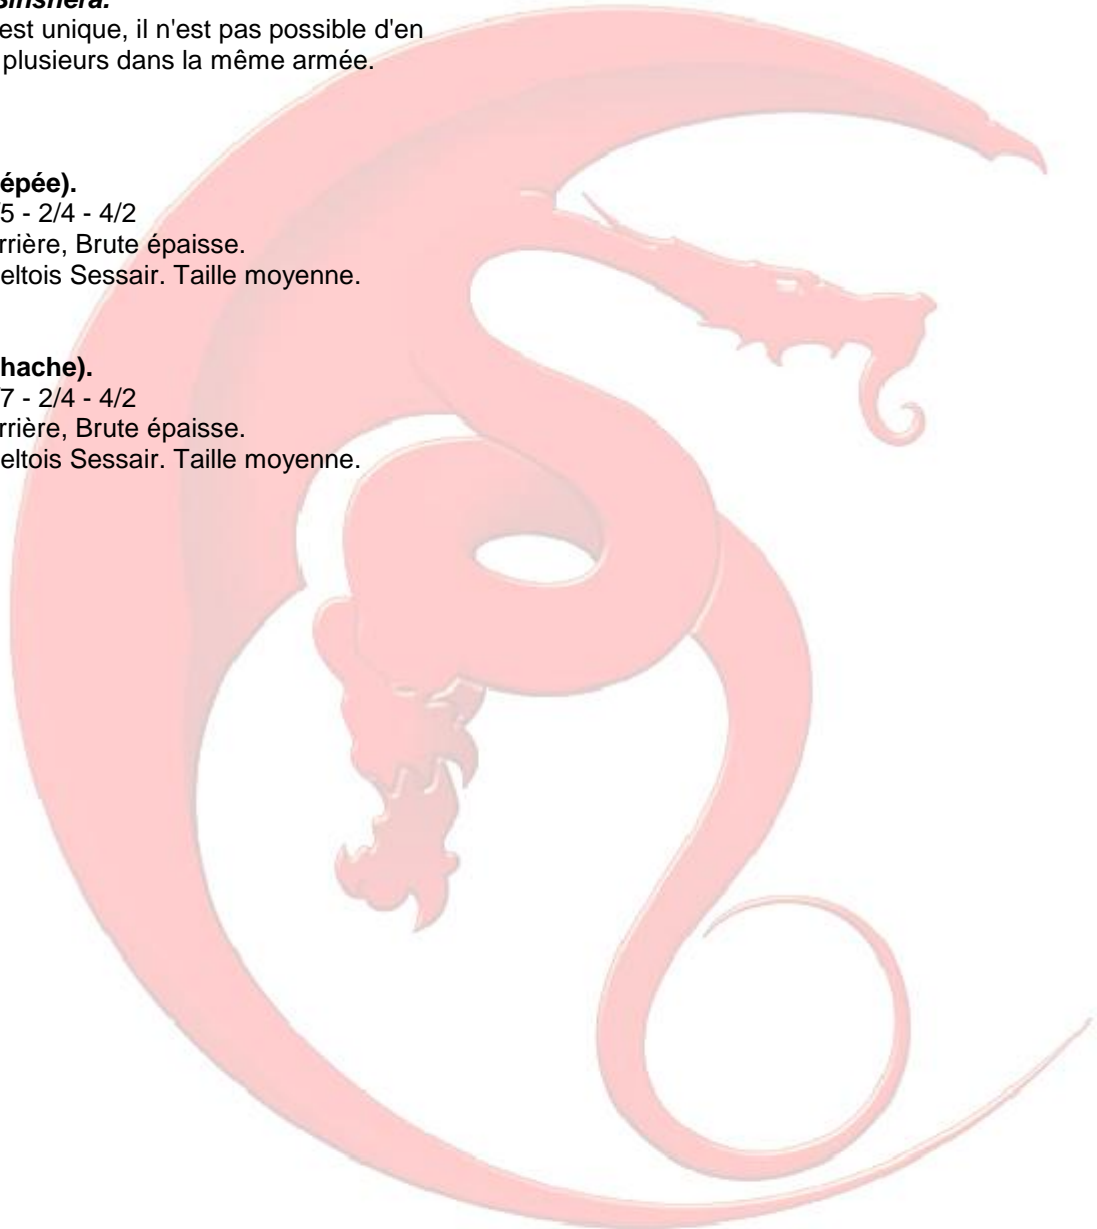 Sinshera.
est unique, il n'est pas possible d'en
plusieurs dans la même armée.
épée).
/5 - 2/4 - 4/2
rrière, Brute épaisse.
eltois Sessair. Taille moyenne.
hache).
/7 - 2/4 - 4/2
rrière, Brute épaisse.
eltois Sessair. Taille moyenne.